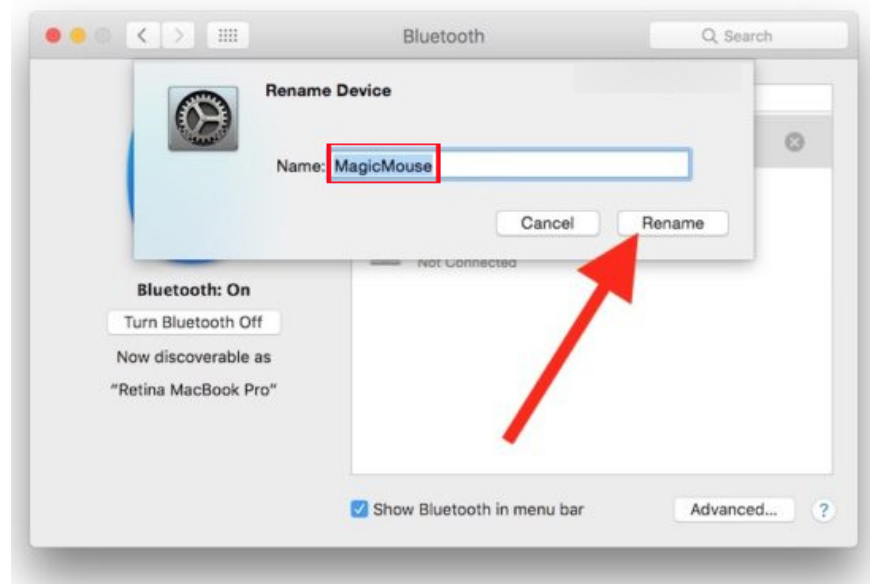 Bluetooth
Search
Rename Device
Name: MagicMouse
Cancel
Rename
Not Connected
Bluetooth: On
Turn Bluetooth Off
Now discoverable as
"Retina MacBook Pro"
Show Bluetooth in menu bar
Advanced...
?